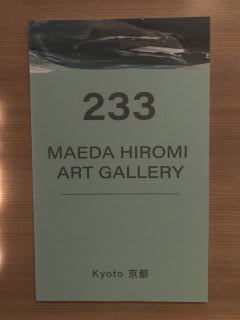 233
MAEDA HIROMI
ART GALLERY
Kyoto 京都